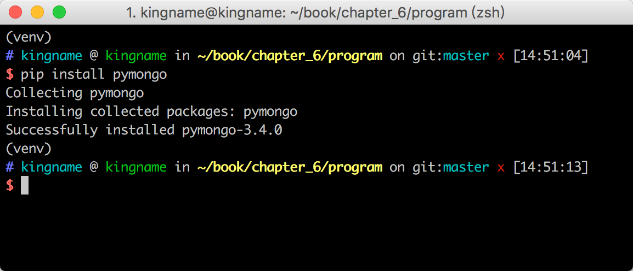 1. kingname@kingname: ~/book/chapter_6/program (zsh)
(venv)
# kingname @ kingname in ~/book/chapter_6/program on git:master x [14:51:04]
$ pip install pymongo
Collecting pymongo
Installing collected packages: pymongo
Successfully installed pymongo-3.4.0
(venv)
# kingname @ kingname in ~/book/chapter_6/program on git:master x [14:51:13]
$